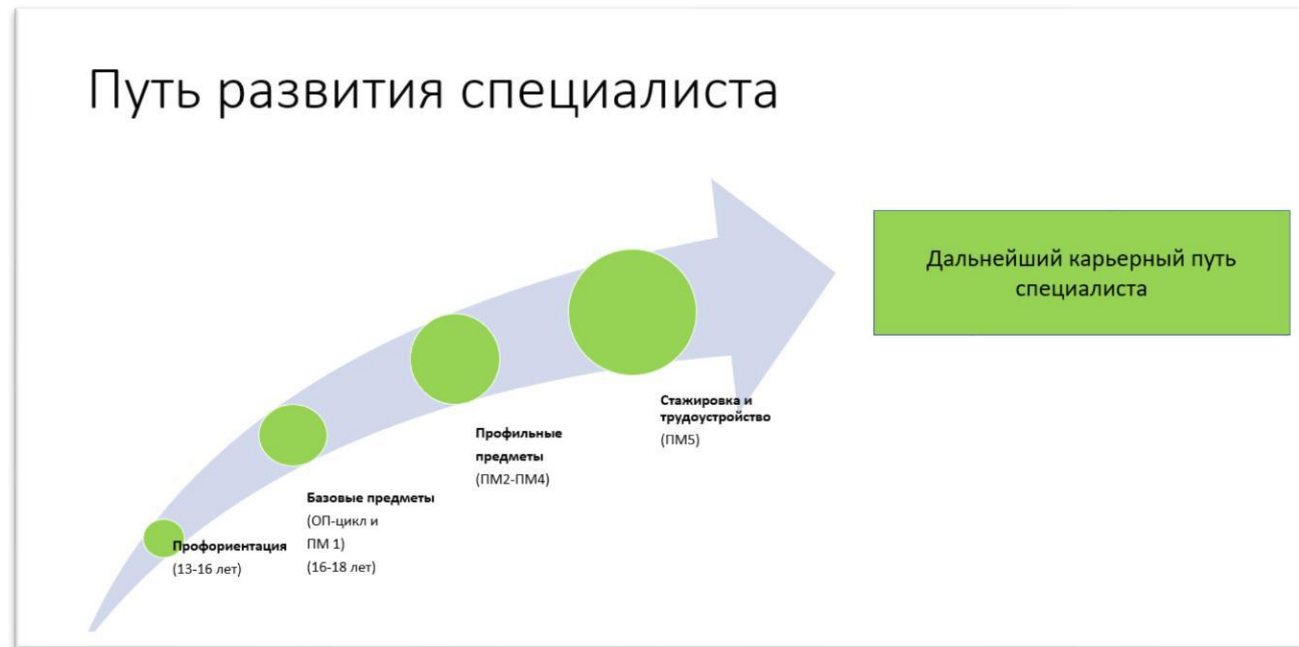 Путь развития специалиста
Дальнейший карьерный путь
специалиста
Стажировка и
трудоустройство
(ПМ5)
Профильные
предметы
(ПМ2-ПМ4)
Базовые предметы
(ОП-цикл и
ПМ 1)
(16-18 лет)
Профориентация
(13-16 лет)